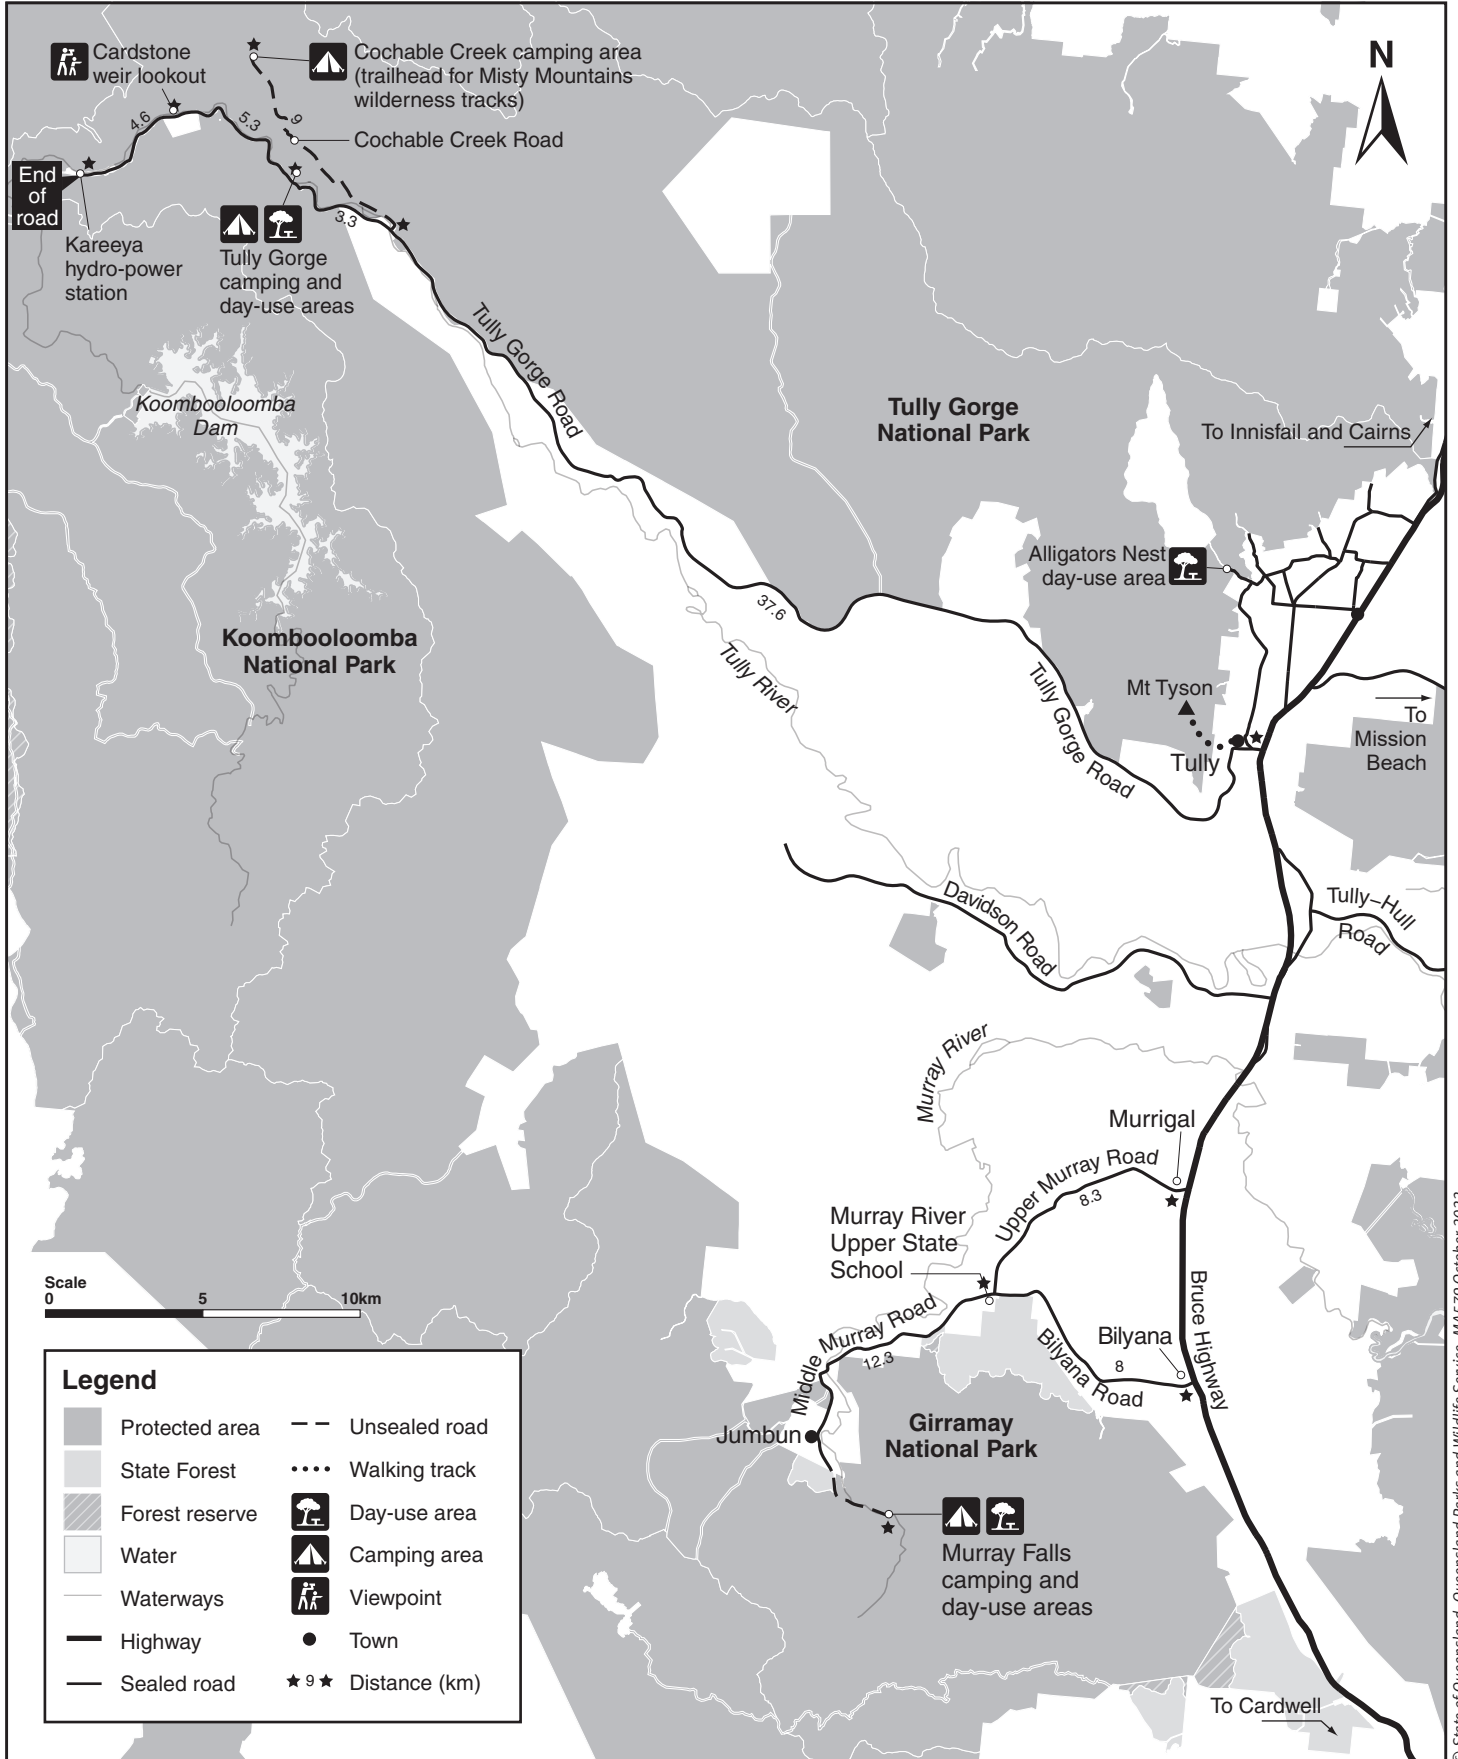 Cardstone
weir lookout
Cochable Creek camping area
(trailhead for Misty Mountains
wilderness tracks)
N
4.6
5.3
9
Cochable Creek Road
End
of
road
3.3
Kareeya
hydro-power
station
Tully Gorge
camping and
day-use areas
Tully Gorge Road
Koombooloomba
Dam
Tully Gorge
National Park
To Innisfail and Cairns
Alligators Nest
day-use area
37.6
Koombooloomba
National Park
Tully River
Tully Gorge Road
Mt Tyson
Tully
To
Mission
Beach
Davidson Road
Tully–Hull
Road
Murray River
Murrigal
Upper Murray Road
8.3
Murray River
Upper State
School
Bruce Highway
Scale
0 5 10km
Middle Murray Road
12.3
Bilyana
8
Bilyana Road
Girramay
National Park
Jumbun
Murray Falls
camping and
day-use areas
To Cardwell
Legend
Protected area
State Forest
Forest reserve
Water
Waterways
Highway
Sealed road
Unsealed road
Walking track
Day-use area
Camping area
Viewpoint
Town
9 Distance (km)